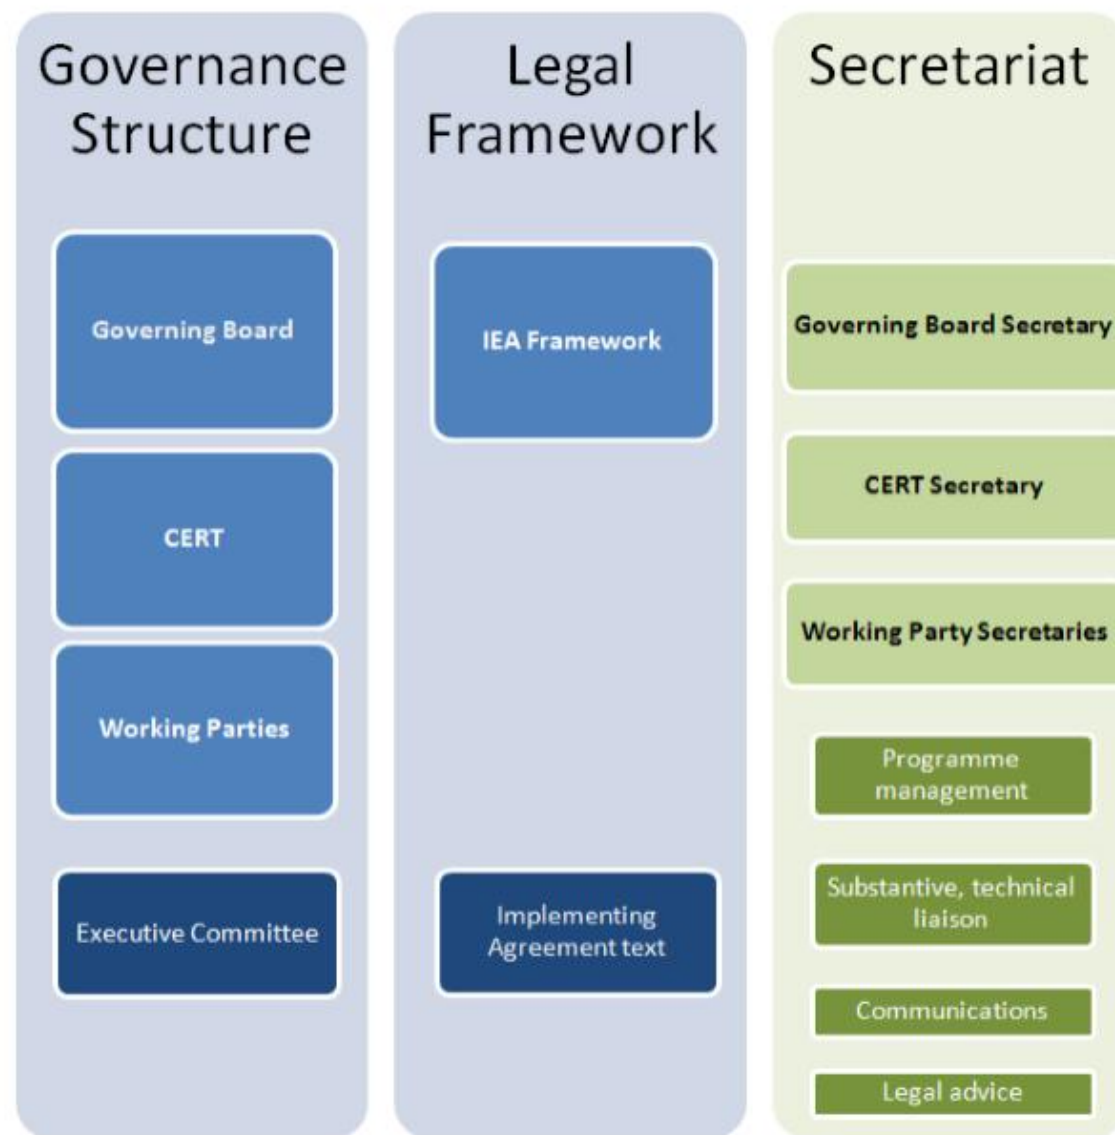 Governance
Structure
Governing Board
CERT
Working Parties
Executive Committee
Legal
Framework
IEA Framework
Implementing
Agreement text
Secretariat
Governing Board Secretary
CERT Secretary
Working Party Secretaries
Programme
management
Substantive, technical
liaison
Communications
Legal advice